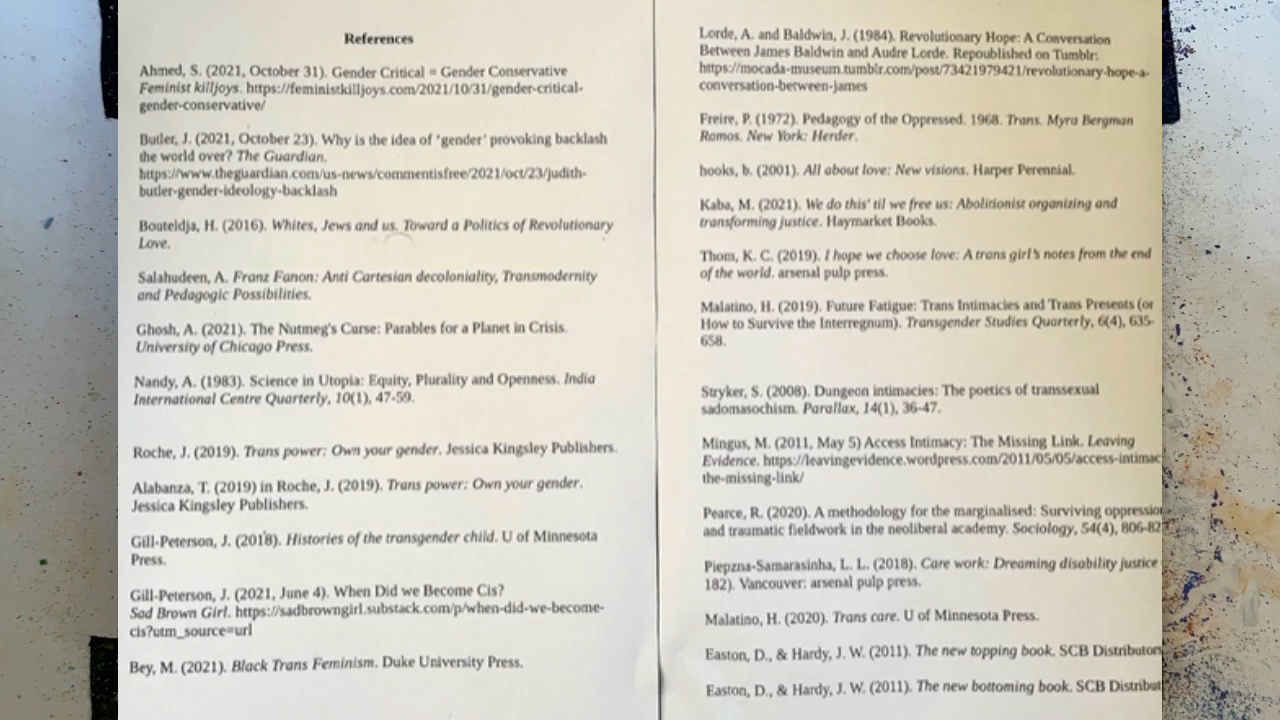 References
Ahmed, S. (2021, October 31). Gender Critical = Gender Conservative
Feminist killjoys. https://feministkilljoys.com/2021/10/31/gender-critical-
gender-conservative/
Butler, J. (2021, October 23). Why is the idea of 'gender' provoking backlash
the world over? The Guardian.
https://www.theguardian.com/us-news/commentisfree/2021/oct/23/judith-
butler-gender-ideology-backlash
Bouteldja, H. (2016). Whites, Jews and us. Toward a Politics of Revolutionary
Love.
Salahudeen, A. Franz Fanon: Anti Cartesian decoloniality, Transmodernity
and Pedagogic Possibilities.
Ghosh, A. (2021). The Nutmeg's Curse: Parables for a Planet in Crisis.
University of Chicago Press.
Nandy, A. (1983). Science in Utopia: Equity, Plurality and Openness. India
International Centre Quarterly, 10(1), 47-59.
Roche, J. (2019). Trans power: Own your gender. Jessica Kingsley Publishers.
Alabanza, T. (2019) in Roche, J. (2019). Trans power: Own your gender.
Jessica Kingsley Publishers.
Gill-Peterson, J. (2018). Histories of the transgender child. U of Minnesota
Press.
Gill-Peterson, J. (2021, June 4). When Did we Become Cis?
Sad Brown Girl. https://sadbrowngirl.substack.com/p/when-did-we-become-
cis?utm_source=url
Bey, M. (2021). Black Trans Feminism. Duke University Press.
Lorde, A. and Baldwin, J. (1984). Revolutionary Hope: A Conversation
Between James Baldwin and Audre Lorde. Repoublished on Tumblr:
https://mocada-museum.tumblr.com/post/73421979421/revolutionary-hope-a-
conversation-between-james
Freire, P. (1972). Pedagogy of the Oppressed. 1968. Trans. Myra Bergman
Ramos. New York: Herder.
hooks, b. (2001). All about love: New visions. Harper Perennial.
Kaba, M. (2021). We do this' til we free us: Abolitionist organizing and
transforming justice. Haymarket Books.
Thom, K. C. (2019). I hope we choose love: A trans girl's notes from the end
of the world. arsenal pulp press.
Malatino, H. (2019). Future Fatigue: Trans Intimacies and Trans Presents (or
How to Survive the Interregnum). Transgender Studies Quarterly, 6(4), 635-
658.
Stryker, S. (2008). Dungeon intimacies: The poetics of transsexual
sadomasochism. Parallax, 14(1), 36-47.
Mingus, M. (2011, May 5) Access Intimacy: The Missing Link. Leaving
Evidence. https://leavingevidence.wordpress.com/2011/05/05/access-intimac
the-missing-link/
Pearce, R. (2020). A methodology for the marginalised: Surviving oppression
and traumatic fieldwork in the neoliberal academy. Sociology, 54(4), 806-82
Piepzna-Samarasinha, L. L. (2018). Care work: Dreaming disability justice
182). Vancouver: arsenal pulp press.
Malatino, H. (2020). Trans care. U of Minnesota Press.
Easton, D., & Hardy, J. W. (2011). The new topping book. SCB Distributors
Easton, D., & Hardy, J. W. (2011). The new bottoming book. SCB Distribut